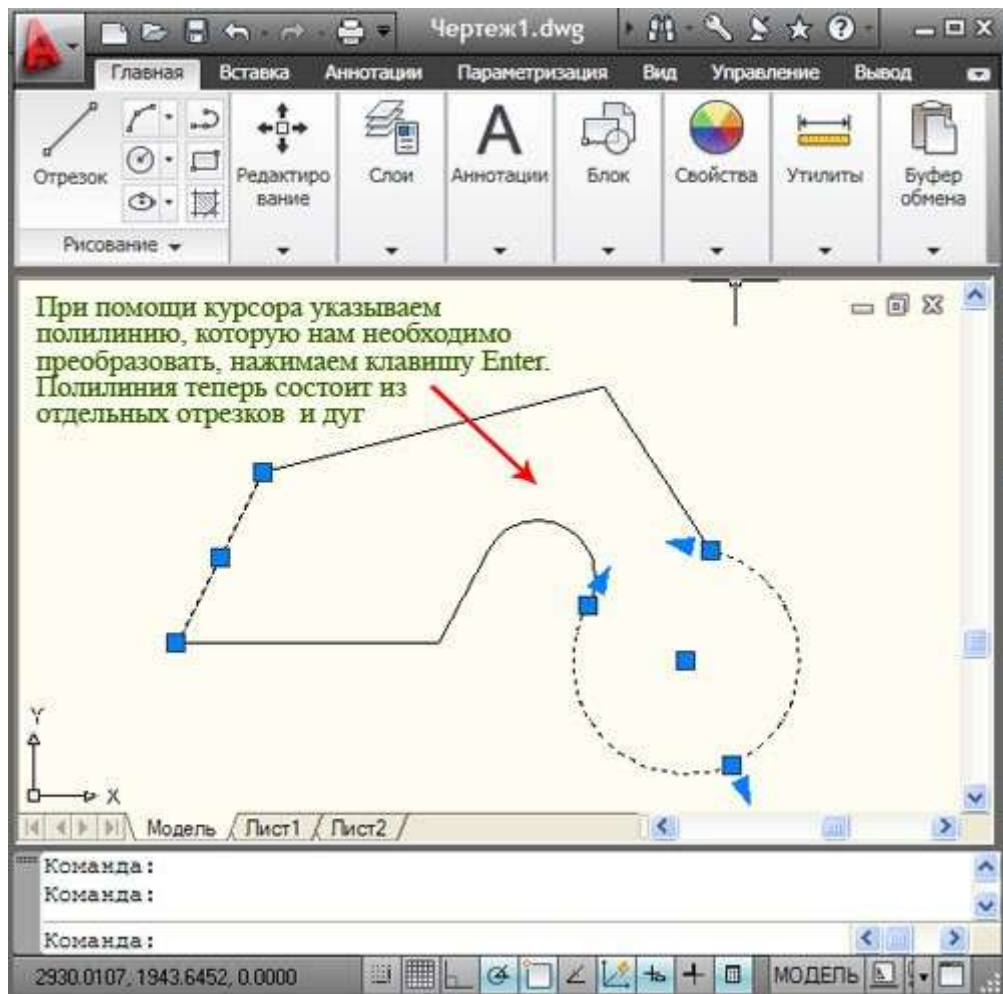 Чертеж1.dwg
Главная Вставка Аннотации Параметризация Вид Управление Вывод
Отрезок
Редактиро
вание
Слои
Аннотации
Блок
Свойства
Утилиты
Буфер
обмена
Рисование
При помощи курсора указываем
полилинию, которую нам необходимо
преобразовать, нажимаем клавишу Enter.
Полилиния теперь состоит из
отдельных отрезков и дуг
Y
X
Модель Лист1 Лист2
Команда:
Команда:
Команда:
2930.0107, 1943.6452, 0.0000 МОДЕЛЬ